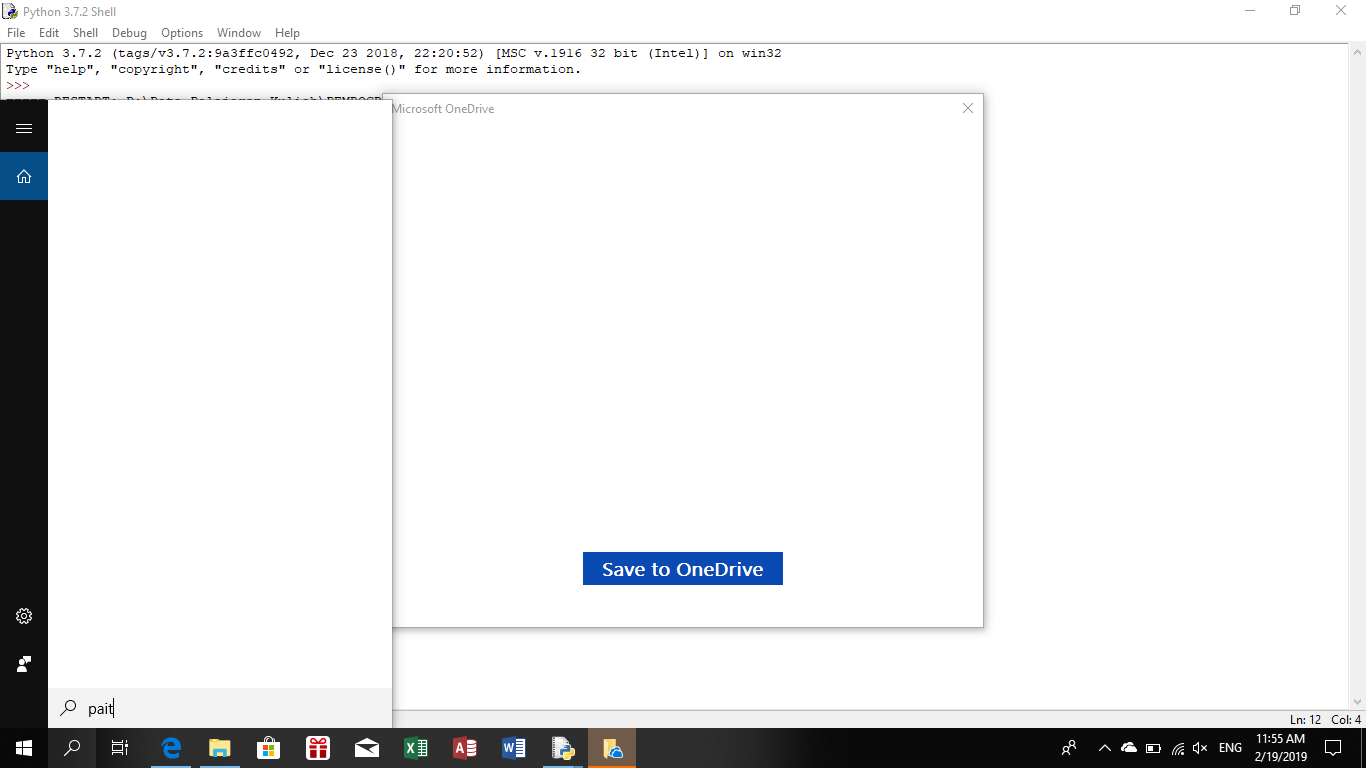 Python 3.7.2 Shell
File Edit Shell Debug Options Window Help
Python 3.7.2 (tags/v3.7.2:9a3ffc0492, Dec 23 2018, 22:20:52) [MSC v.1916 32 bit (Intel)] on win32
Type "help", "copyright", "credits" or "license()" for more information.
>>>
Microsoft OneDrive
Save to OneDrive
pait
Ln: 12 Col: 4
ENG
11:55 AM
2/19/2019